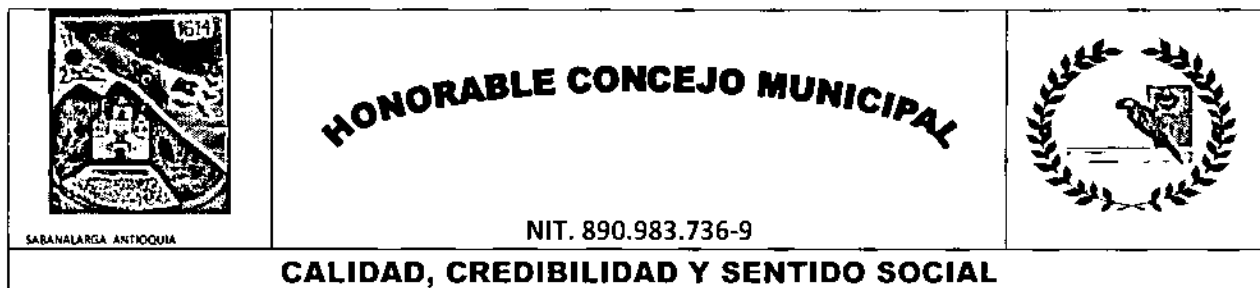 1614
SABANALARGA ANTIOQUIA
HONORABLE CONCEJO MUNICIPAL
NIT. 890.983.736-9
CALIDAD, CREDIBILIDAD Y SENTIDO SOCIAL